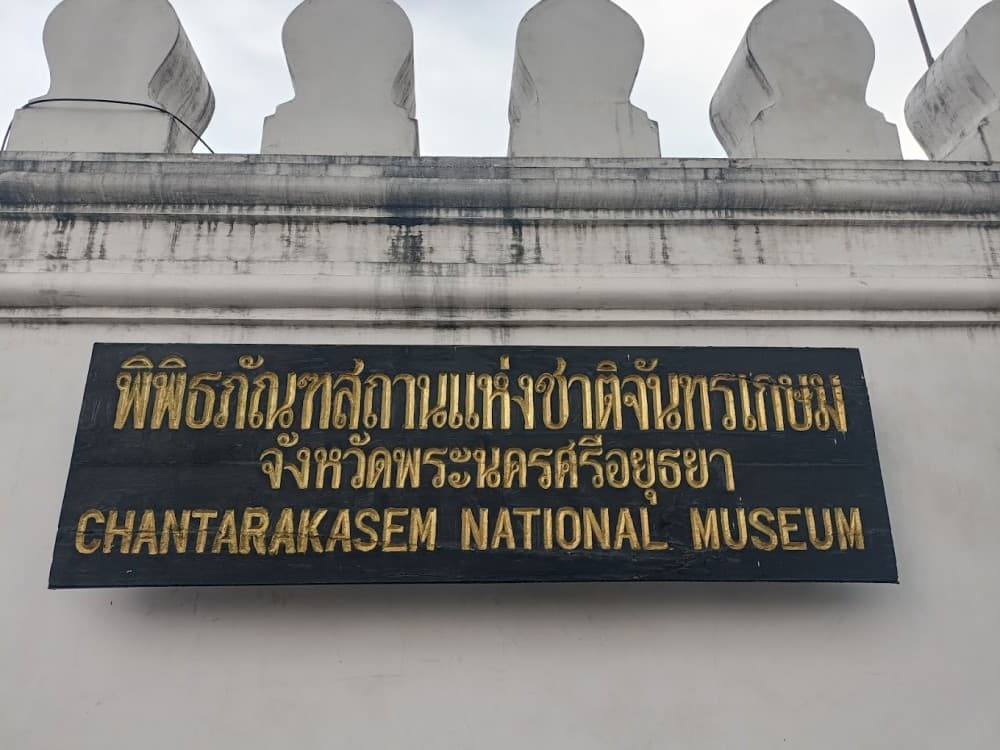 พิพิธภัณฑสถานแห่งชาติจันทรเกษม
จังหวัดพระนครศรีอยุธยา
CHANTARAKASEM NATIONAL MUSEUM